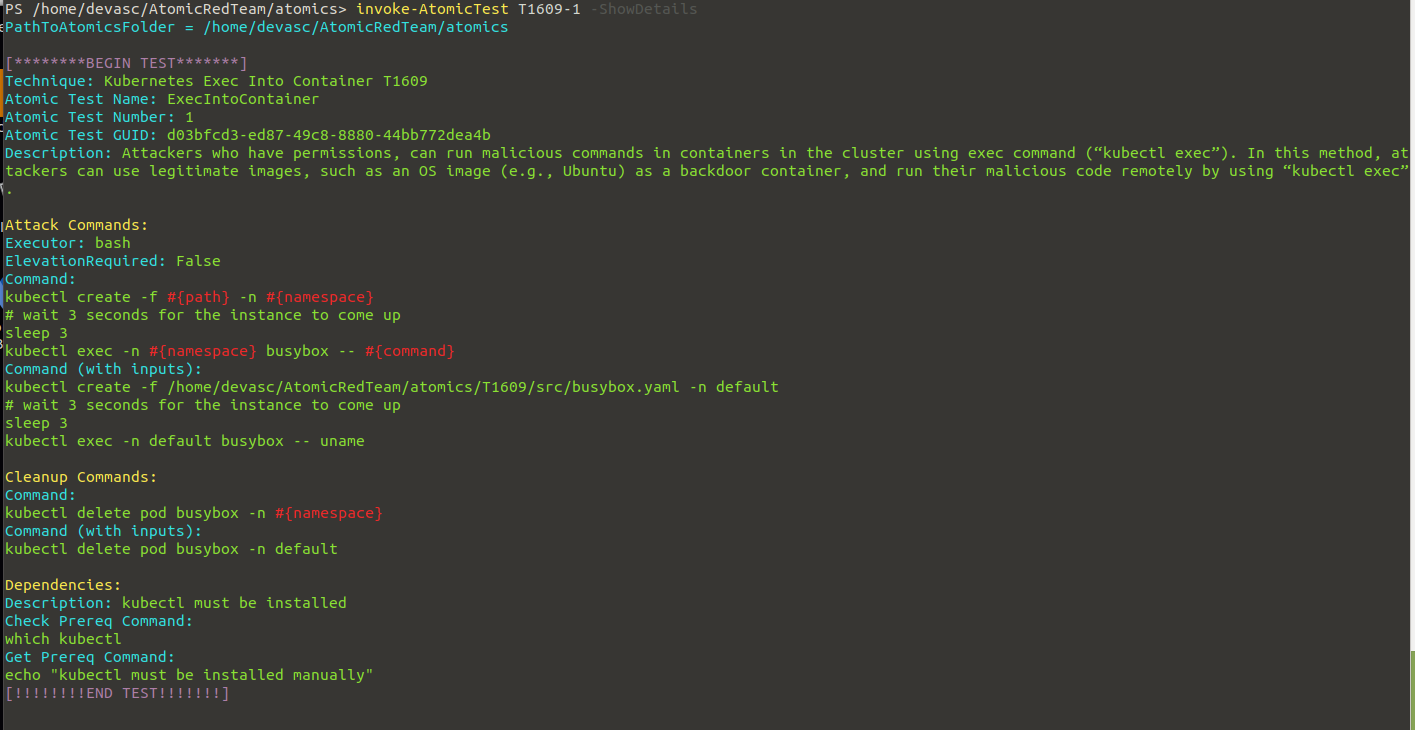 PS /home/devasc/AtomicRedTeam/atomics> invoke-AtomicTest T1609-1 -ShowDetails
PathToAtomicsFolder = /home/devasc/AtomicRedTeam/atomics
[********BEGIN TEST*******]
Technique: Kubernetes Exec Into Container T1609
Atomic Test Name: ExecIntoContainer
Atomic Test Number: 1
Atomic Test GUID: d03bfcd3-ed87-49c8-8880-44bb772dea4b
Description: Attackers who have permissions, can run malicious commands in containers in the cluster using exec command (“kubectl exec”). In this method, at
tackers can use legitimate images, such as an OS image (e.g., Ubuntu) as a backdoor container, and run their malicious code remotely by using “kubectl exec”
.
Attack Commands:
Executor: bash
ElevationRequired: False
Command:
kubectl create -f #{path} -n #{namespace}
# wait 3 seconds for the instance to come up
sleep 3
kubectl exec -n #{namespace} busybox -- #{command}
Command (with inputs):
kubectl create -f /home/devasc/AtomicRedTeam/atomics/T1609/src/busybox.yaml -n default
# wait 3 seconds for the instance to come up
sleep 3
kubectl exec -n default busybox -- uname
Cleanup Commands:
Command:
kubectl delete pod busybox -n #{namespace}
Command (with inputs):
kubectl delete pod busybox -n default
Dependencies:
Description: kubectl must be installed
Check Prereq Command:
which kubectl
Get Prereq Command:
echo "kubectl must be installed manually"
[!!!!!!!!END TEST!!!!!!!]